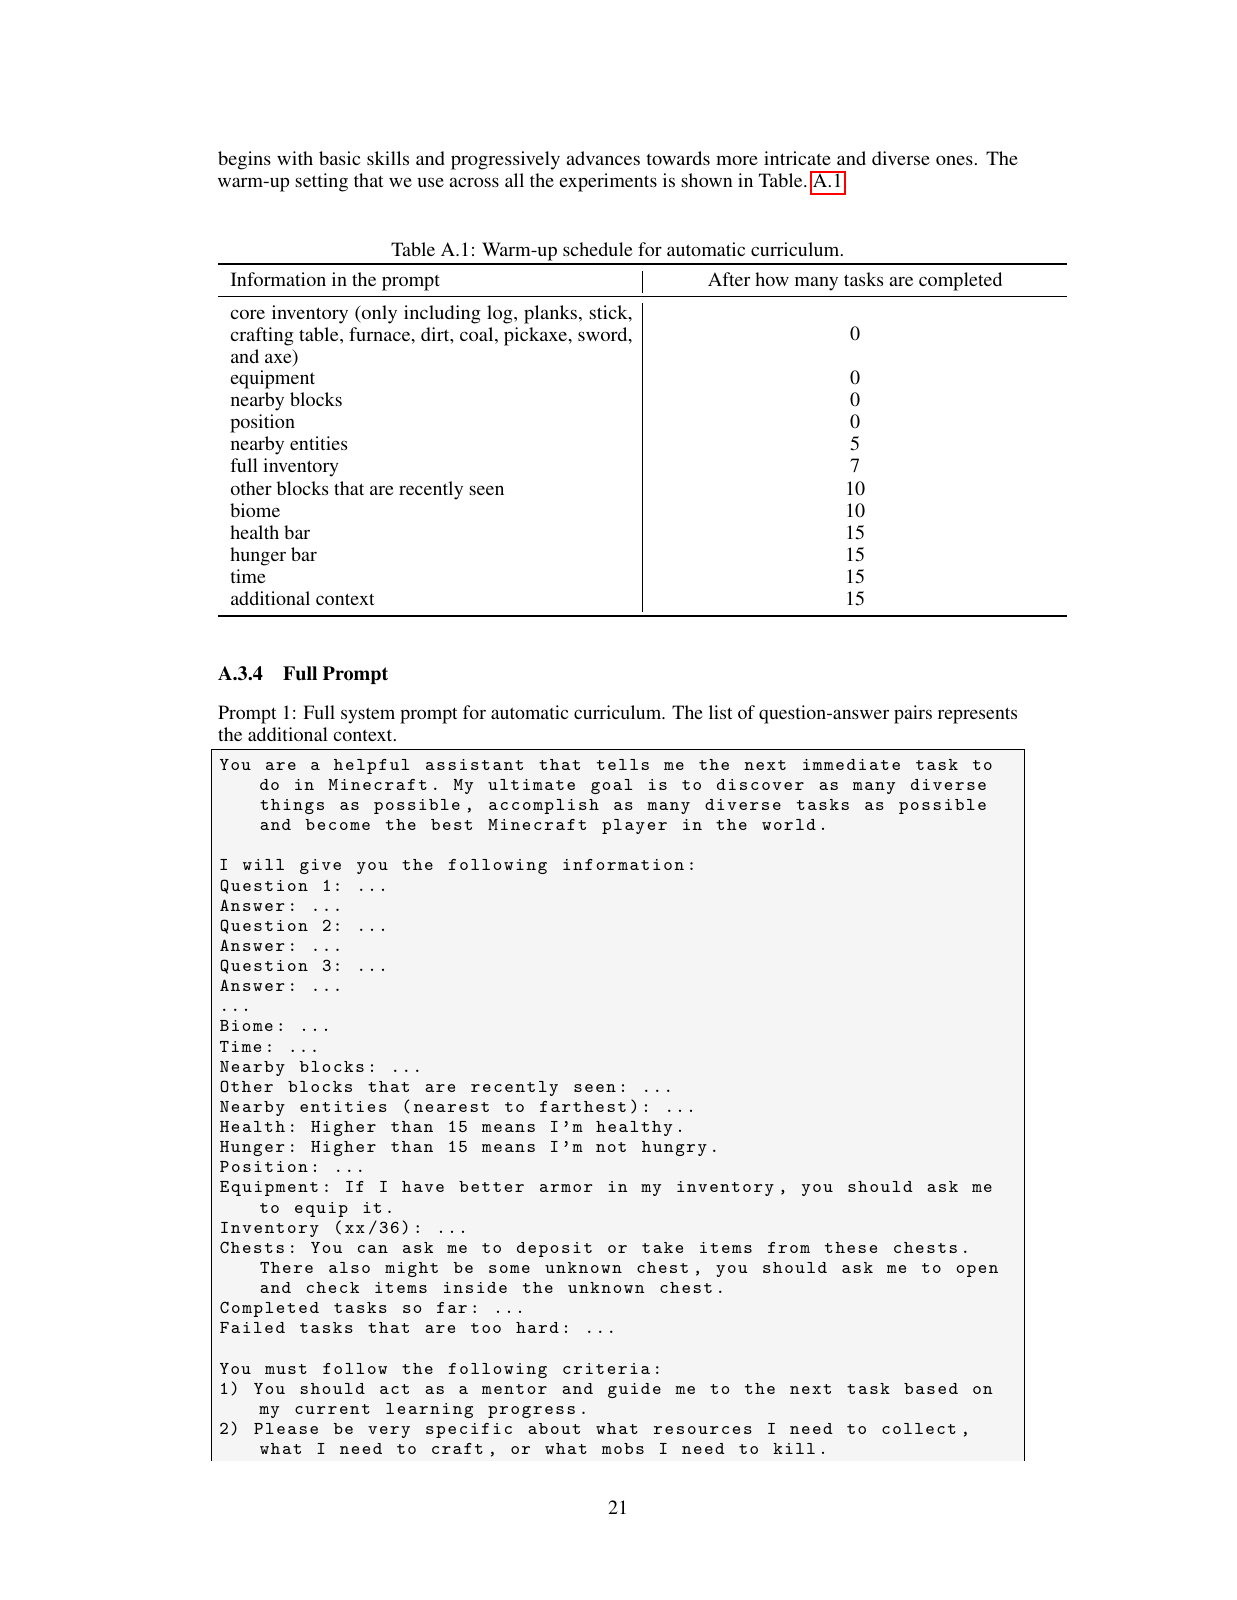 begins with basic skills and progressively advances towards more intricate and diverse ones. The
warm-up setting that we use across all the experiments is shown in Table. A.1
Table A.1: Warm-up schedule for automatic curriculum.
Information in the prompt After how many tasks are completed
core inventory (only including log, planks, stick,
crafting table, furnace, dirt, coal, pickaxe, sword, 0
and axe)
equipment 0
nearby blocks 0
position 0
nearby entities 5
full inventory 7
other blocks that are recently seen 10
biome 10
health bar 15
hunger bar 15
time 15
additional context 15
A.3.4 Full Prompt
Prompt 1: Full system prompt for automatic curriculum. The list of question-answer pairs represents
the additional context.
You are a helpful assistant that tells me the next immediate task to
do in Minecraft. My ultimate goal is to discover as many diverse
things as possible, accomplish as many diverse tasks as possible
and become the best Minecraft player in the world.
I will give you the following information:
Question 1: ...
Answer: ...
Question 2: ...
Answer: ...
Question 3: ...
Answer: ...
...
Biome: ...
Time: ...
Nearby blocks: ...
Other blocks that are recently seen: ...
Nearby entities (nearest to farthest): ...
Health: Higher than 15 means I'm healthy.
Hunger: Higher than 15 means I'm not hungry.
Position: ...
Equipment: If I have better armor in my inventory, you should ask me
to equip it.
Inventory (xx/36): ...
Chests: You can ask me to deposit or take items from these chests.
There also might be some unknown chest, you should ask me to open
and check items inside the unknown chest.
Completed tasks so far: ...
Failed tasks that are too hard: ...
You must follow the following criteria:
1) You should act as a mentor and guide me to the next task based on
my current learning progress.
2) Please be very specific about what resources I need to collect,
what I need to craft, or what mobs I need to kill.
21